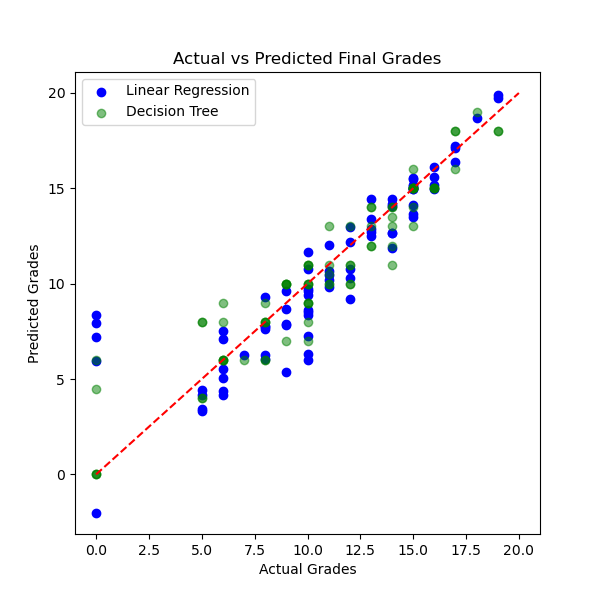 Actual vs Predicted Final Grades
Linear Regression
Decision Tree
20
15
10
5
0
Predicted Grades
0.0 2.5 5.0 7.5 10.0 12.5 15.0 17.5 20.0
Actual Grades